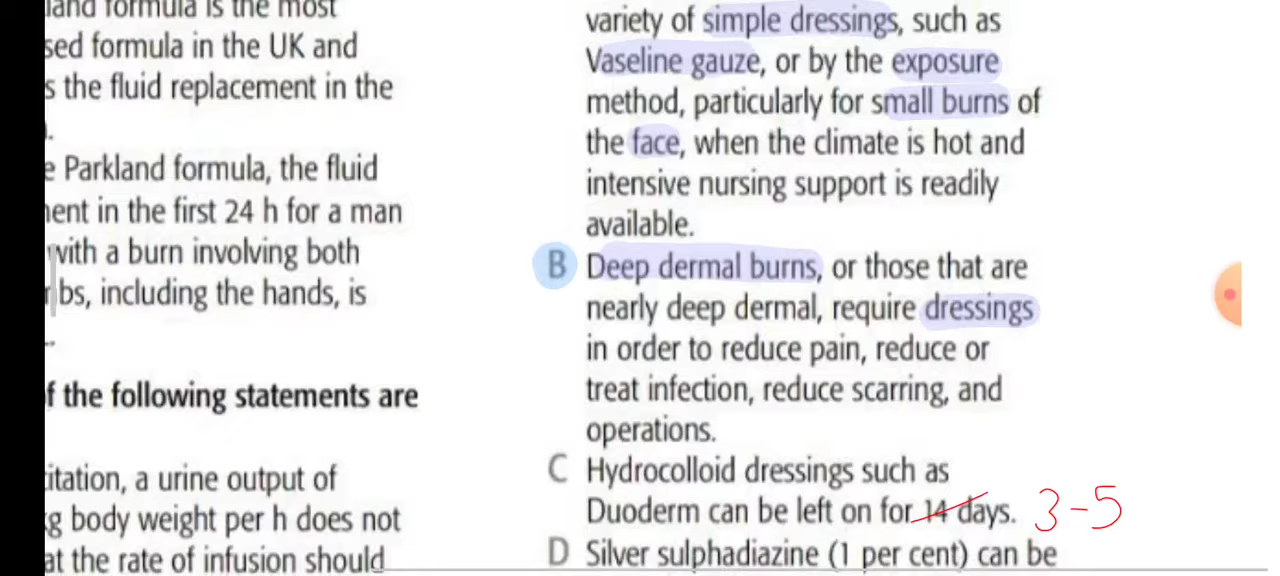 land formula is the most
sed formula in the UK and
s the fluid replacement in the
e Parkland formula, the fluid
ent in the first 24 h for a man
with a burn involving both
bs, including the hands, is
f the following statements are
itation, a urine output of
g body weight per h does not
at the rate of infusion should
variety of simple dressings, such as
Vaseline gauze, or by the exposure
method, particularly for small burns of
the face, when the climate is hot and
intensive nursing support is readily
available.
B Deep dermal burns, or those that are
nearly deep dermal, require dressings
in order to reduce pain, reduce or
treat infection, reduce scarring, and
operations.
C Hydrocolloid dressings such as
Duoderm can be left on for 14 days. 3-5
D Silver sulphadiazine (1 per cent) can be